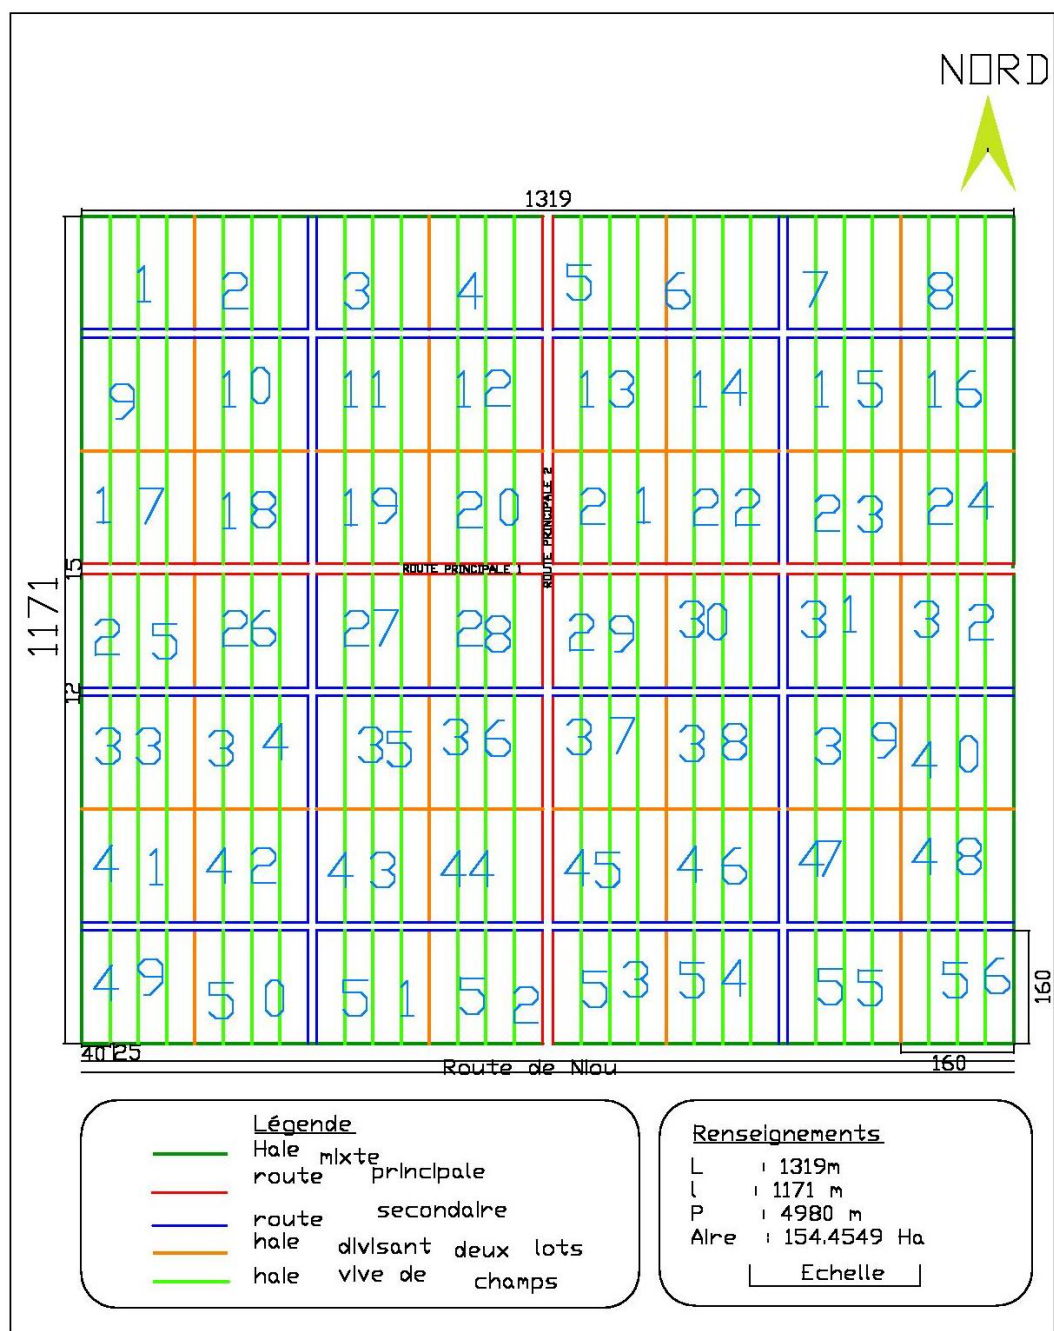 NORD
1319
1 2 3 4 5 6 7 8
9 10 11 12 13 14 15 16
17 18 19 20 21 22 23 24
ROUTE PRINCIPALE 2
ROUTE PRINCIPALE 1
15
1171
25 26 27 28 29 30 31 32
12
33 34 35 36 37 38 39 40
41 42 43 44 45 46 47 48
49 50 51 52 53 54 55 56
160
40 25
160
Route de Niou
Légende
Haie mixte
route principale
route secondaire
haie divisant deux lots
haie vive de champs
Renseignements
L : 1319m
l : 1171 m
P : 4980 m
Aire : 154.4549 Ha
Echelle